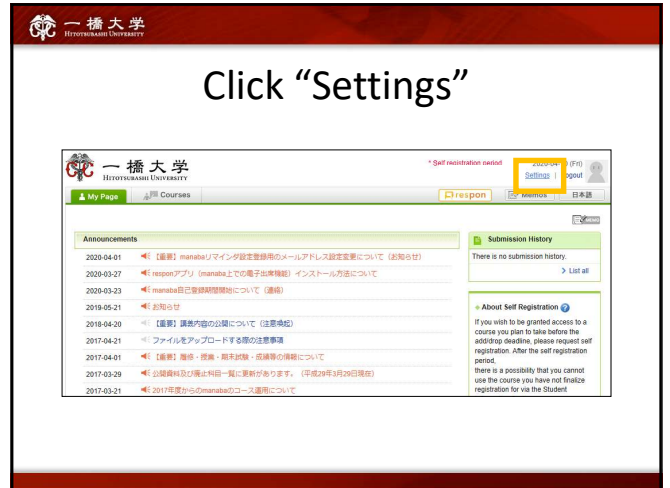 一橋大学
HITOTSUBASHI UNIVERSITY
Click “Settings”
一橋大学
HITOTSUBASHI UNIVERSITY
* Self registration period
(Fri)
Settings | Logout
My Page
Courses
respon
Memos
日本語
MEMO
Announcements
2020-04-01 【重要】manabaリマインダ設定登録用のメールアドレス設定変更について（お知らせ）
2020-03-27 responアプリ（manaba上での電子出席機能）インストール方法について
2020-03-23 manaba自己登録期間開始について（連絡）
2019-05-21 お知らせ
2018-04-20 【重要】講義内容の公開について（注意喚起）
2017-04-21 ファイルをアップロードする際の注意事項
2017-04-01 【重要】履修・授業・期末試験・成績等の情報について
2017-03-29 公開資料及び廃止科目一覧に更新があります。（平成29年3月29日現在）
2017-03-21 2017年度からのmanabaのコース運用について
Submission History
There is no submission history.
List all
About Self Registration
If you wish to be granted access to a
course you plan to take before the
add/drop deadline, please request self
registration. After the self registration
period,
there is a possibility that you cannot
use the course you have not finalize
registration for via the Student